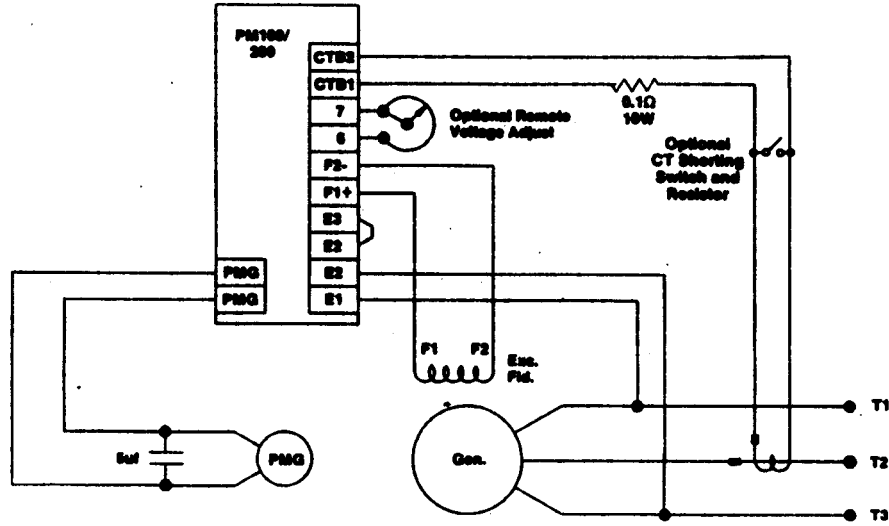 PM100/
200
CTB2
CTB1
7
6
F2-
F1+
E3
E2
E2
E1
PMG
PMG
Optional Remote
Voltage Adjust
0.1Ω
10W
Optional
CT Shorting
Switch and
Resistor
F1
F2
Exc.
Fld.
5uf
PMG
Gen.
T1
T2
T3